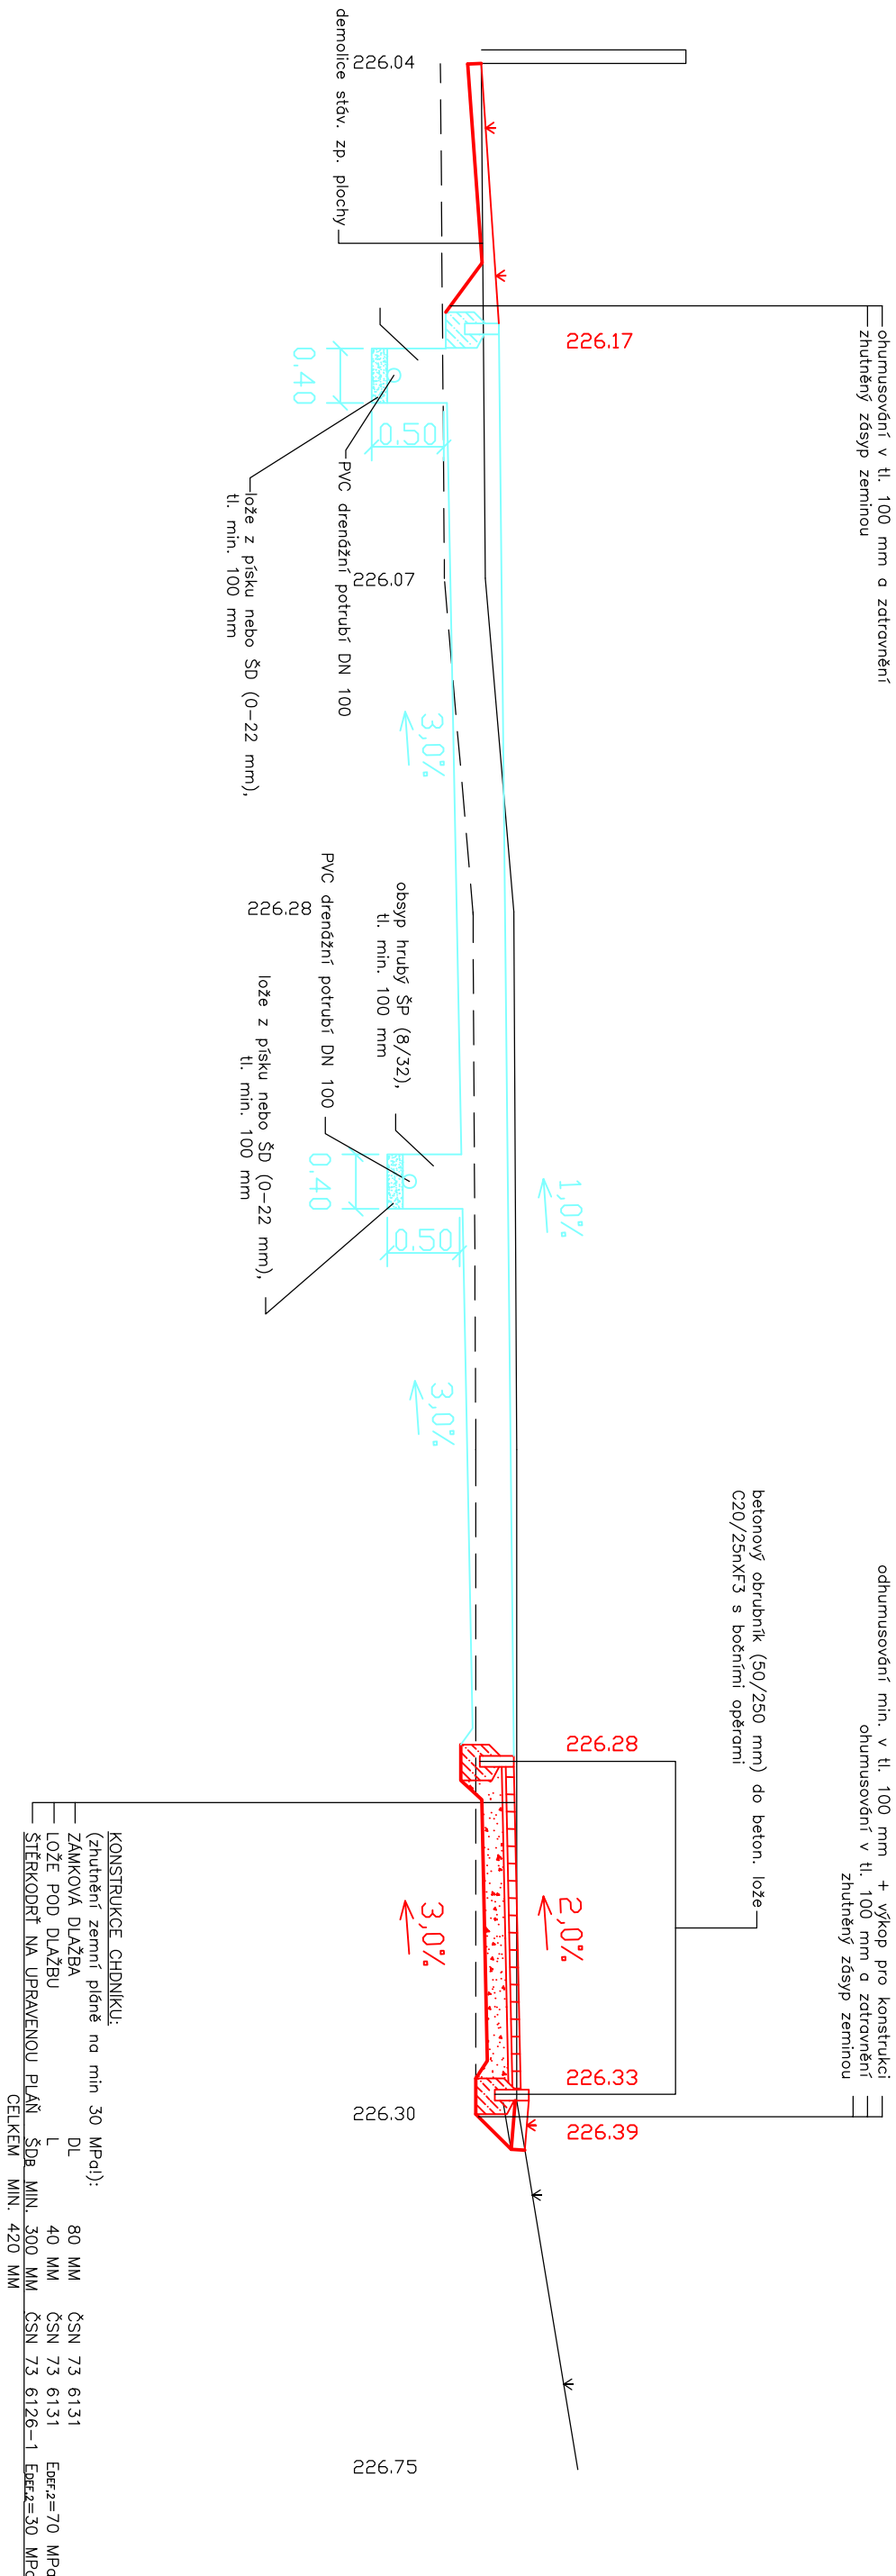 ohumusování v tl. 100 mm a zatravnění
zhutněný zásyp zeminou
demolice stáv. zp. plochy
226.04
226.17
0,40
0.50
PVC drenážní potrubí DN 100
lože z písku nebo ŠD (0-22 mm),
tl. min. 100 mm
226.07
3,0%
obsyp hrubý ŠP (8/32),
tl. min. 100 mm
PVC drenážní potrubí DN 100
226.28
lože z písku nebo ŠD (0-22 mm),
tl. min. 100 mm
0,40
0.50
1,0%
3,0%
betonový obrubník (50/250 mm) do beton. lože
C20/25nXF3 s bočními opěrami
odhumusování min. v tl. 100 mm + výkop pro konstrukci
ohumusování v tl. 100 mm a zatravnění
zhutněný zásyp zeminou
226.28
2,0%
3,0%
226.33
226.39
226.30
226.75
KONSTRUKCE CHDNÍKU:
(zhutnění zemní pláně na min 30 MPa!):
ZÁMKOVÁ DLAŽBA DL 80 MM ČSN 73 6131
LOŽE POD DLAŽBU L 40 MM ČSN 73 6131 EDEF,2=70 MPa
ŠTĚRKODRŤ NA UPRAVENOU PLÁŇ ŠDB MIN. 300 MM ČSN 73 6126-1 EDEF,2=30 MPa
CELKEM MIN. 420 MM